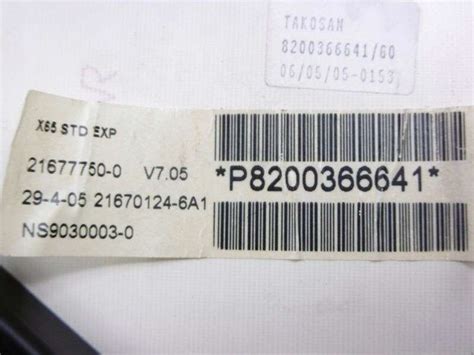 TAKOSAN
8200366641/60
06/05/05-0153
X65 STD EXP
21677750-0 V7.05
29-4-05 21670124-6A1
NS9030003-0
*P8200366641*